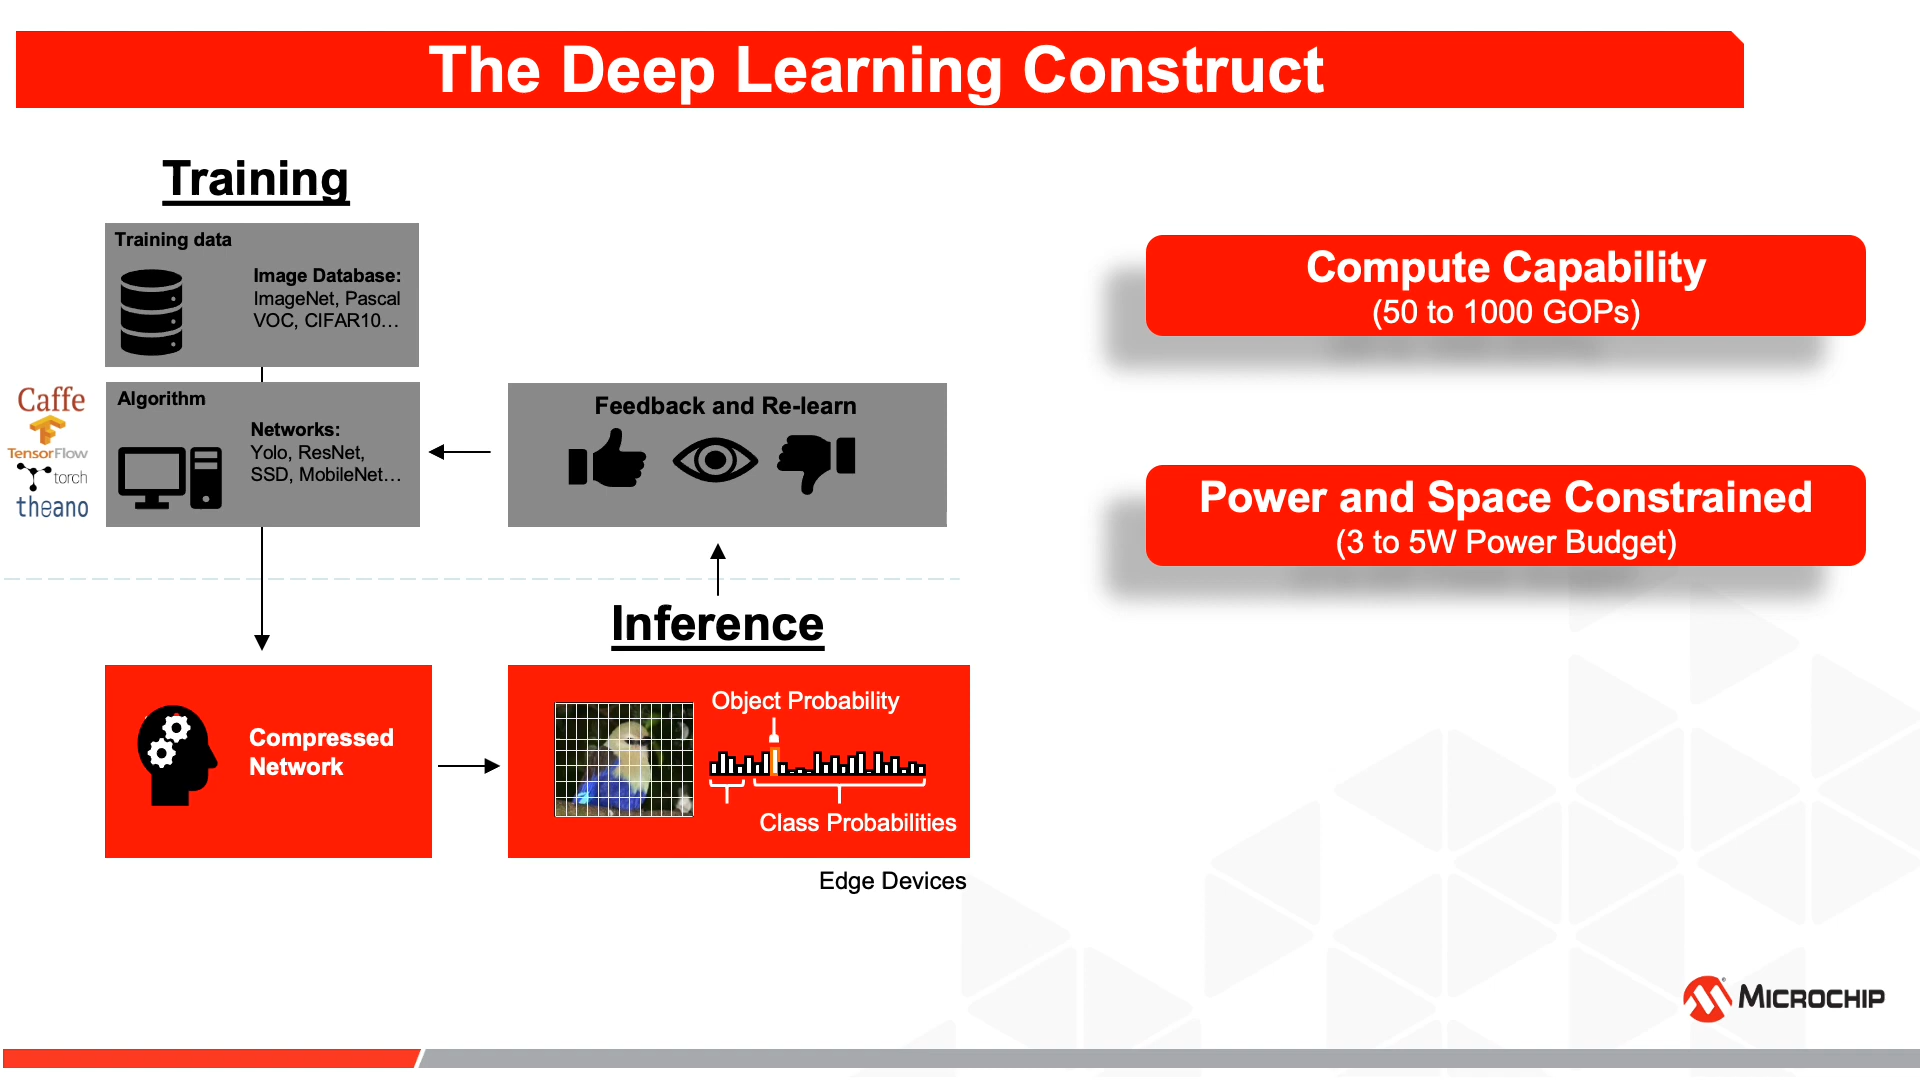 The Deep Learning Construct
Training
Training data
Image Database:
ImageNet, Pascal
VOC, CIFAR10...
Caffe
TensorFlow
torch
theano
Algorithm
Networks:
Yolo, ResNet,
SSD, MobileNet...
Feedback and Re-learn
Inference
Compressed
Network
Object Probability
Class Probabilities
Edge Devices
Compute Capability
(50 to 1000 GOPs)
Power and Space Constrained
(3 to 5W Power Budget)
MICROCHIP